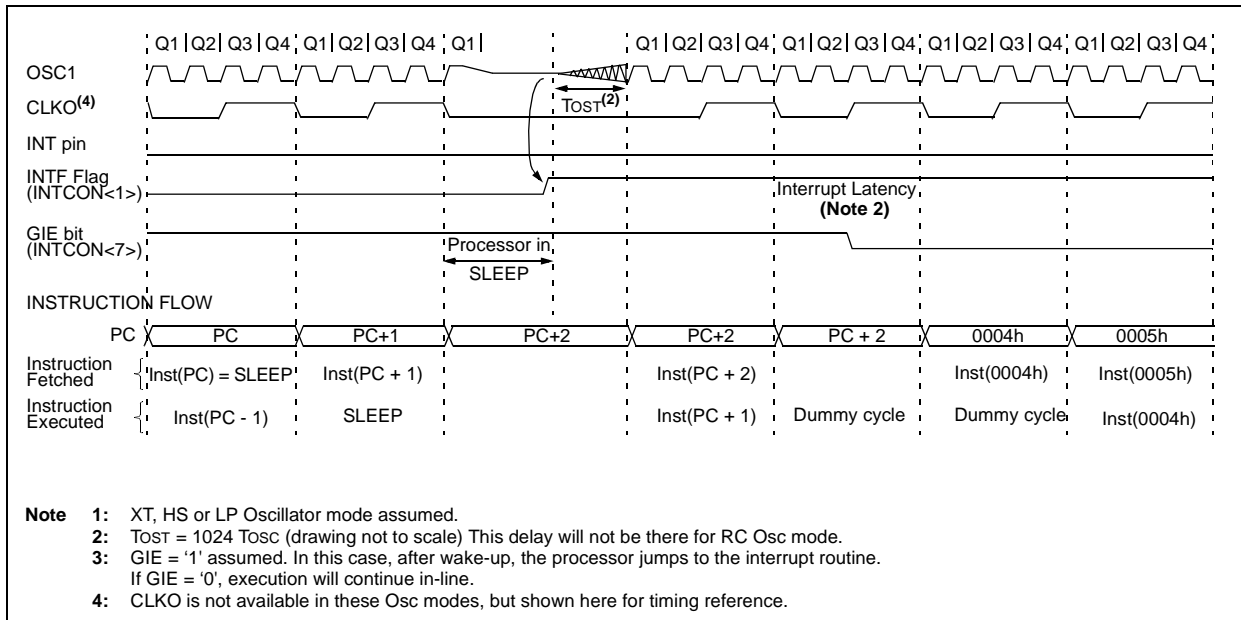 Q1 Q2 Q3 Q4 Q1 Q2 Q3 Q4 Q1 Q1 Q2 Q3 Q4 Q1 Q2 Q3 Q4 Q1 Q2 Q3 Q4 Q1 Q2 Q3 Q4
OSC1
TOST(2)
CLKO(4)
INT pin
INTF Flag
(INTCON<1>)
Interrupt Latency
(Note 2)
GIE bit
(INTCON<7>)
Processor in
SLEEP
INSTRUCTION FLOW
PC PC PC+1 PC+2 PC+2 PC + 2 0004h 0005h
Instruction
Fetched
Inst(PC) = SLEEP Inst(PC + 1) Inst(PC + 2) Inst(0004h) Inst(0005h)
Instruction
Executed
Inst(PC - 1) SLEEP Inst(PC + 1) Dummy cycle Dummy cycle Inst(0004h)
Note 1: XT, HS or LP Oscillator mode assumed.
2: TOST = 1024 TOSC (drawing not to scale) This delay will not be there for RC Osc mode.
3: GIE = '1' assumed. In this case, after wake-up, the processor jumps to the interrupt routine.
If GIE = '0', execution will continue in-line.
4: CLKO is not available in these Osc modes, but shown here for timing reference.